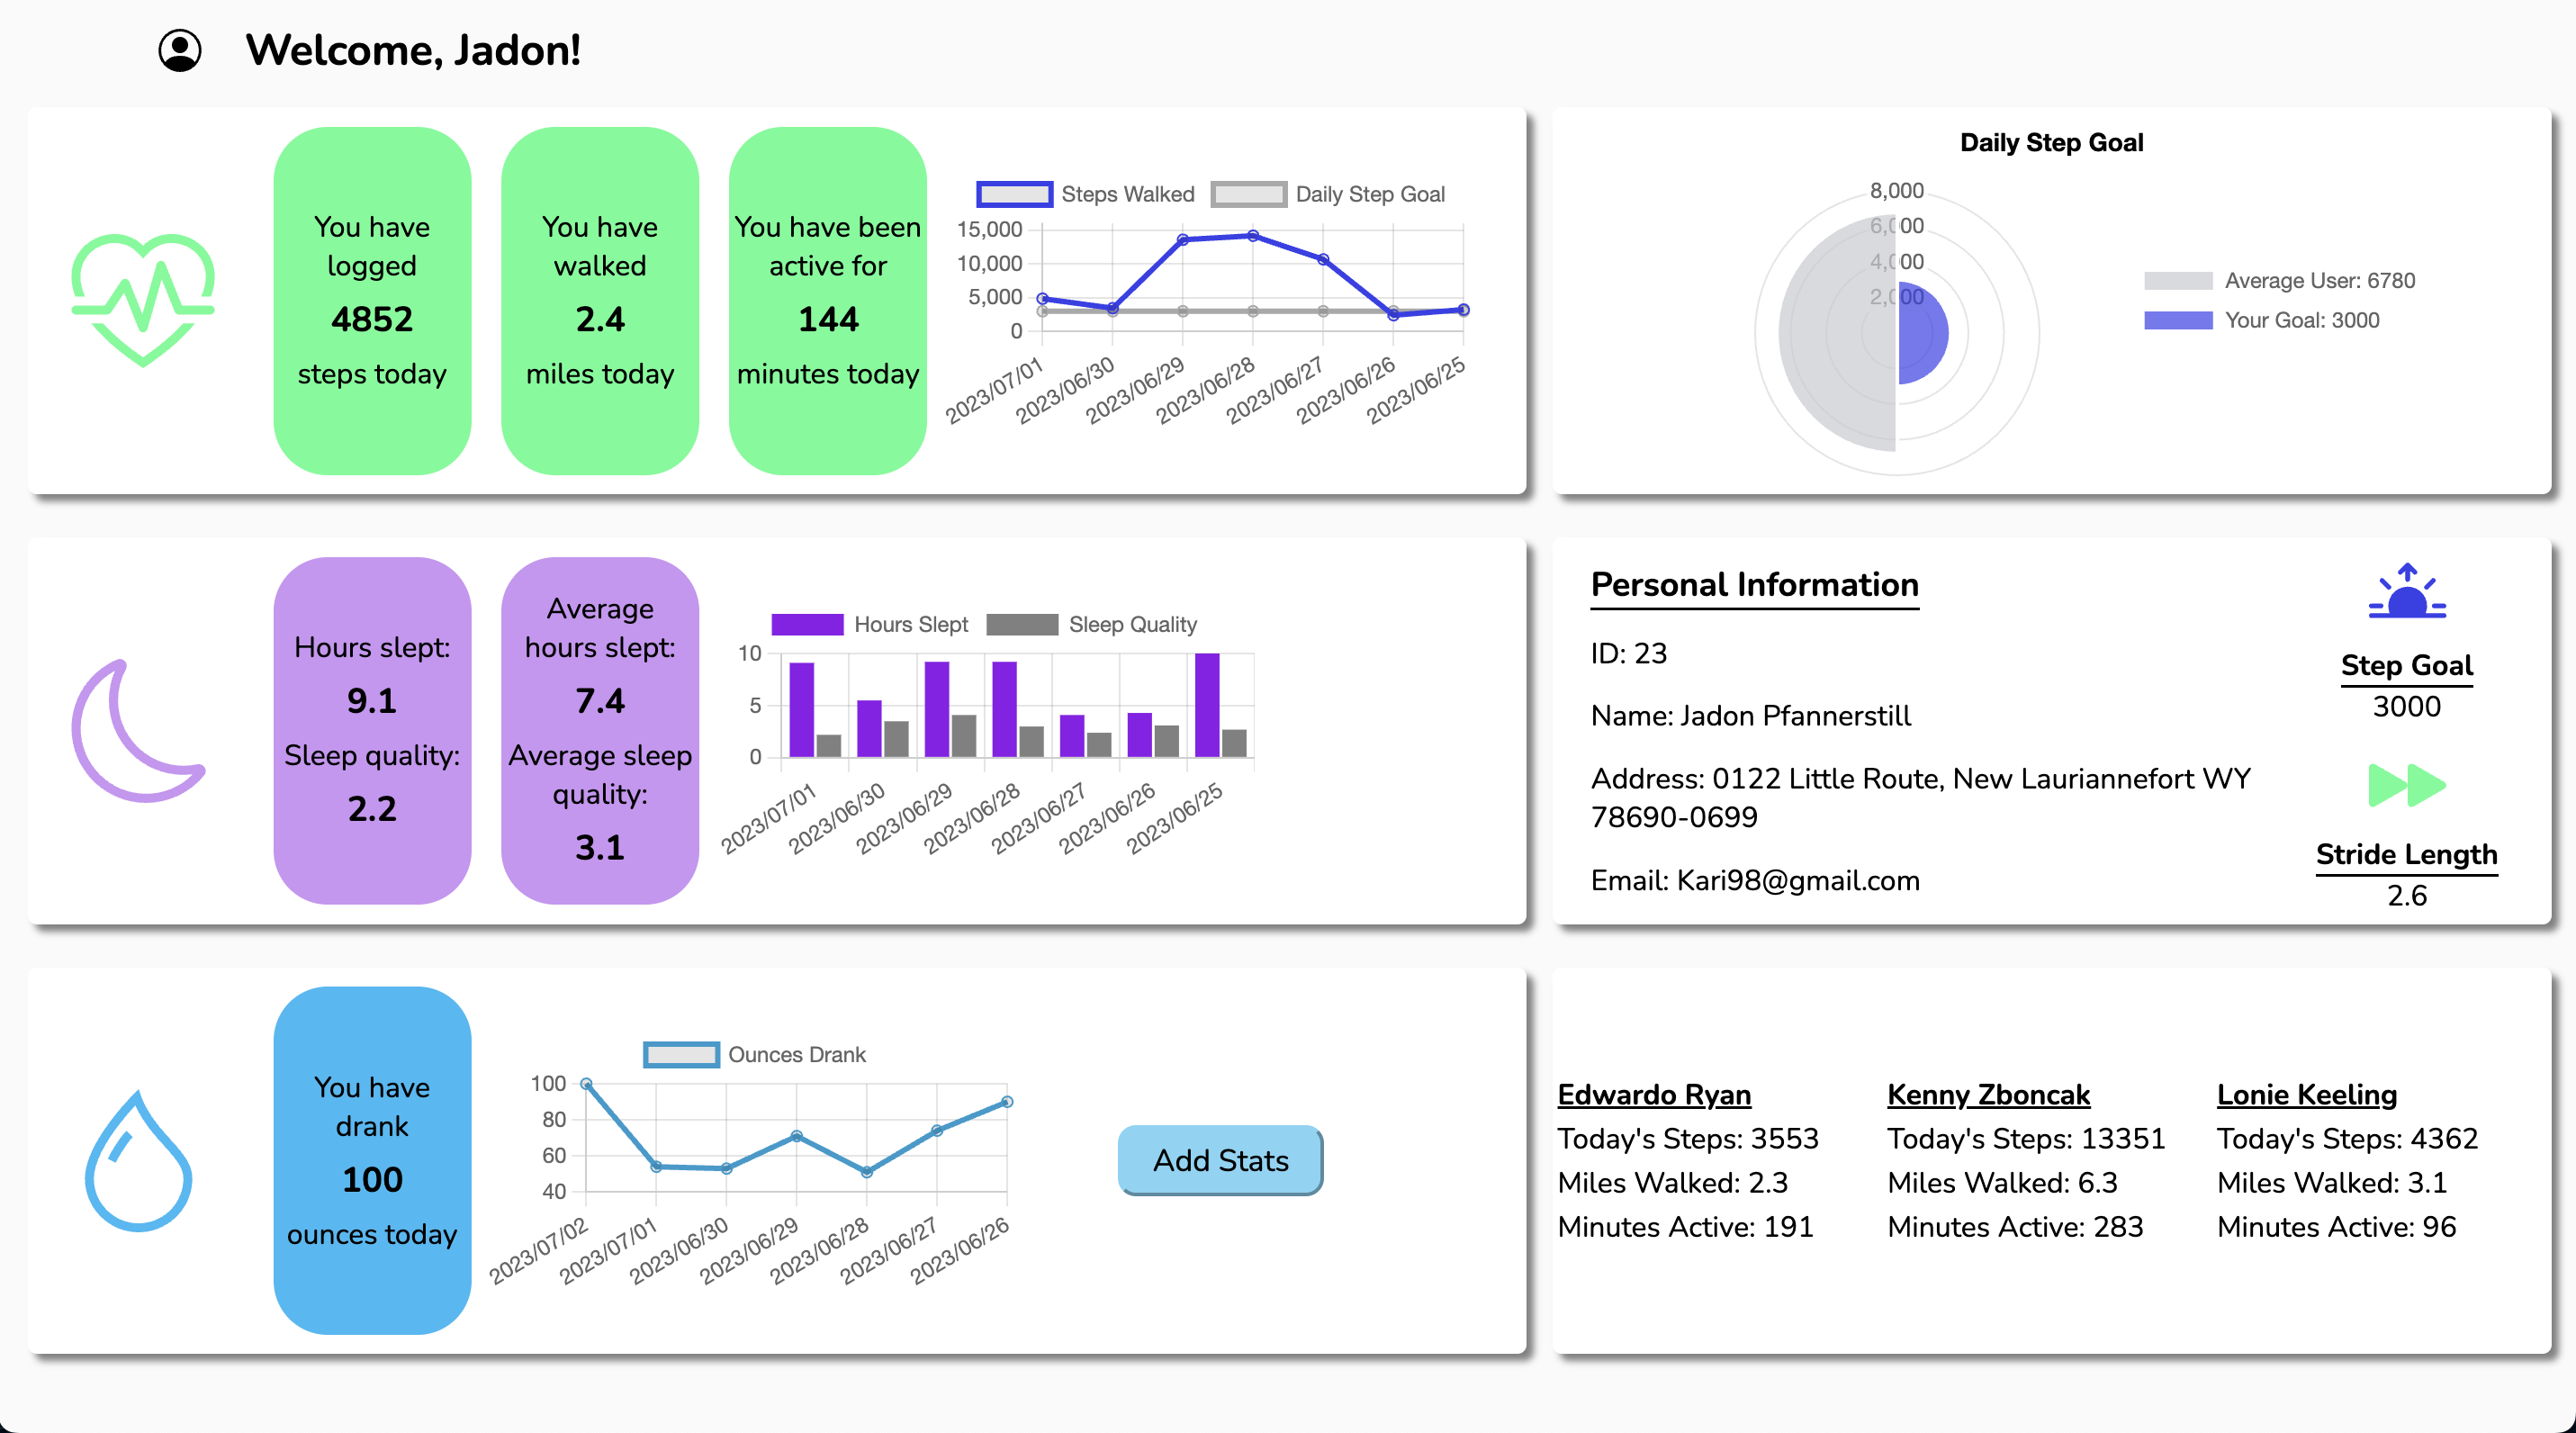 Welcome, Jadon!
You have
logged
4852
steps today
You have
walked
2.4
miles today
You have been
active for
144
minutes today
Steps Walked
Daily Step Goal
15,000
10,000
5,000
0
2023/07/01
2023/06/30
2023/06/29
2023/06/28
2023/06/27
2023/06/26
2023/06/25
Daily Step Goal
8,000
6,000
4,000
2,000
Average User: 6780
Your Goal: 3000
Hours slept:
9.1
Sleep quality:
2.2
Average
hours slept:
7.4
Average sleep
quality:
3.1
Hours Slept
Sleep Quality
10
5
0
2023/07/01
2023/06/30
2023/06/29
2023/06/28
2023/06/27
2023/06/26
2023/06/25
Personal Information
ID: 23
Name: Jadon Pfannerstill
Address: 0122 Little Route, New Lauriannefort WY
78690-0699
Email: Kari98@gmail.com
Step Goal
3000
Stride Length
2.6
You have
drank
100
ounces today
Ounces Drank
100
80
60
40
2023/07/02
2023/07/01
2023/06/30
2023/06/29
2023/06/28
2023/06/27
2023/06/26
Add Stats
Edwardo Ryan
Today's Steps: 3553
Miles Walked: 2.3
Minutes Active: 191
Kenny Zboncak
Today's Steps: 13351
Miles Walked: 6.3
Minutes Active: 283
Lonie Keeling
Today's Steps: 4362
Miles Walked: 3.1
Minutes Active: 96